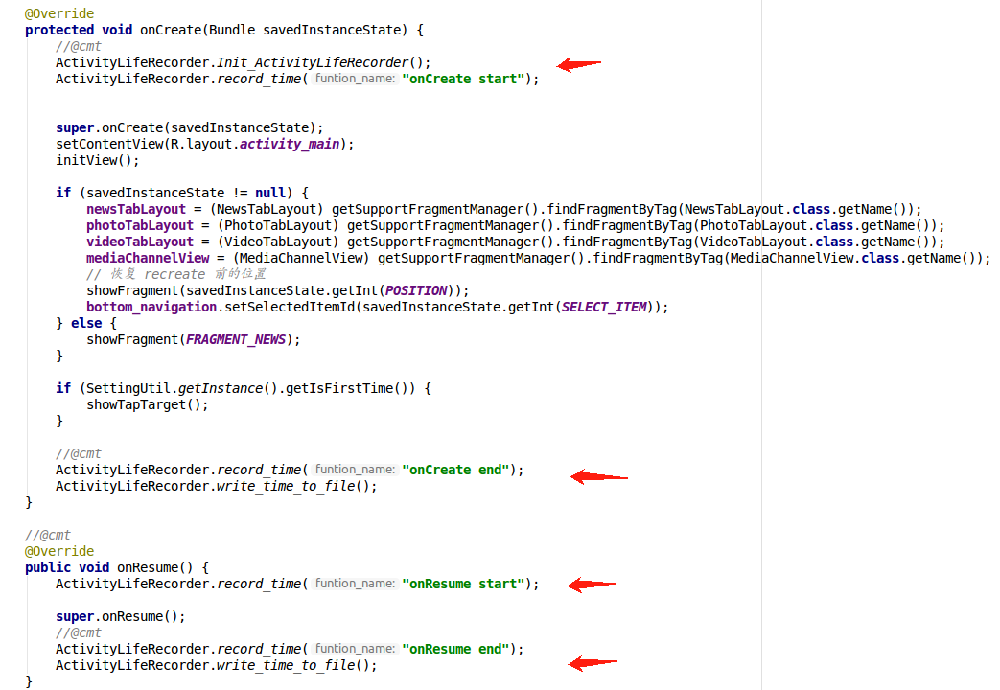 @Override
protected void onCreate(Bundle savedInstanceState) {
//@cmt
ActivityLifeRecorder.Init_ActivityLifeRecorder();
ActivityLifeRecorder.record_time( funtion_name: "onCreate start");
super.onCreate(savedInstanceState);
setContentView(R.layout.activity_main);
initView();
if (savedInstanceState != null) {
newsTabLayout = (NewsTabLayout) getSupportFragmentManager().findFragmentByTag(NewsTabLayout.class.getName());
photoTabLayout = (PhotoTabLayout) getSupportFragmentManager().findFragmentByTag(PhotoTabLayout.class.getName());
videoTabLayout = (VideoTabLayout) getSupportFragmentManager().findFragmentByTag(VideoTabLayout.class.getName());
mediaChannelView = (MediaChannelView) getSupportFragmentManager().findFragmentByTag(MediaChannelView.class.getName());
// 恢复 recreate 前的位置
showFragment(savedInstanceState.getInt(POSITION));
bottom_navigation.setSelectedItemId(savedInstanceState.getInt(SELECT_ITEM));
} else {
showFragment(FRAGMENT_NEWS);
}
if (SettingUtil.getInstance().getIsFirstTime()) {
showTapTarget();
}
//@cmt
ActivityLifeRecorder.record_time( funtion_name: "onCreate end");
ActivityLifeRecorder.write_time_to_file();
}
//@cmt
@Override
public void onResume() {
ActivityLifeRecorder.record_time( funtion_name: "onResume start");
super.onResume();
//@cmt
ActivityLifeRecorder.record_time( funtion_name: "onResume end");
ActivityLifeRecorder.write_time_to_file();
}